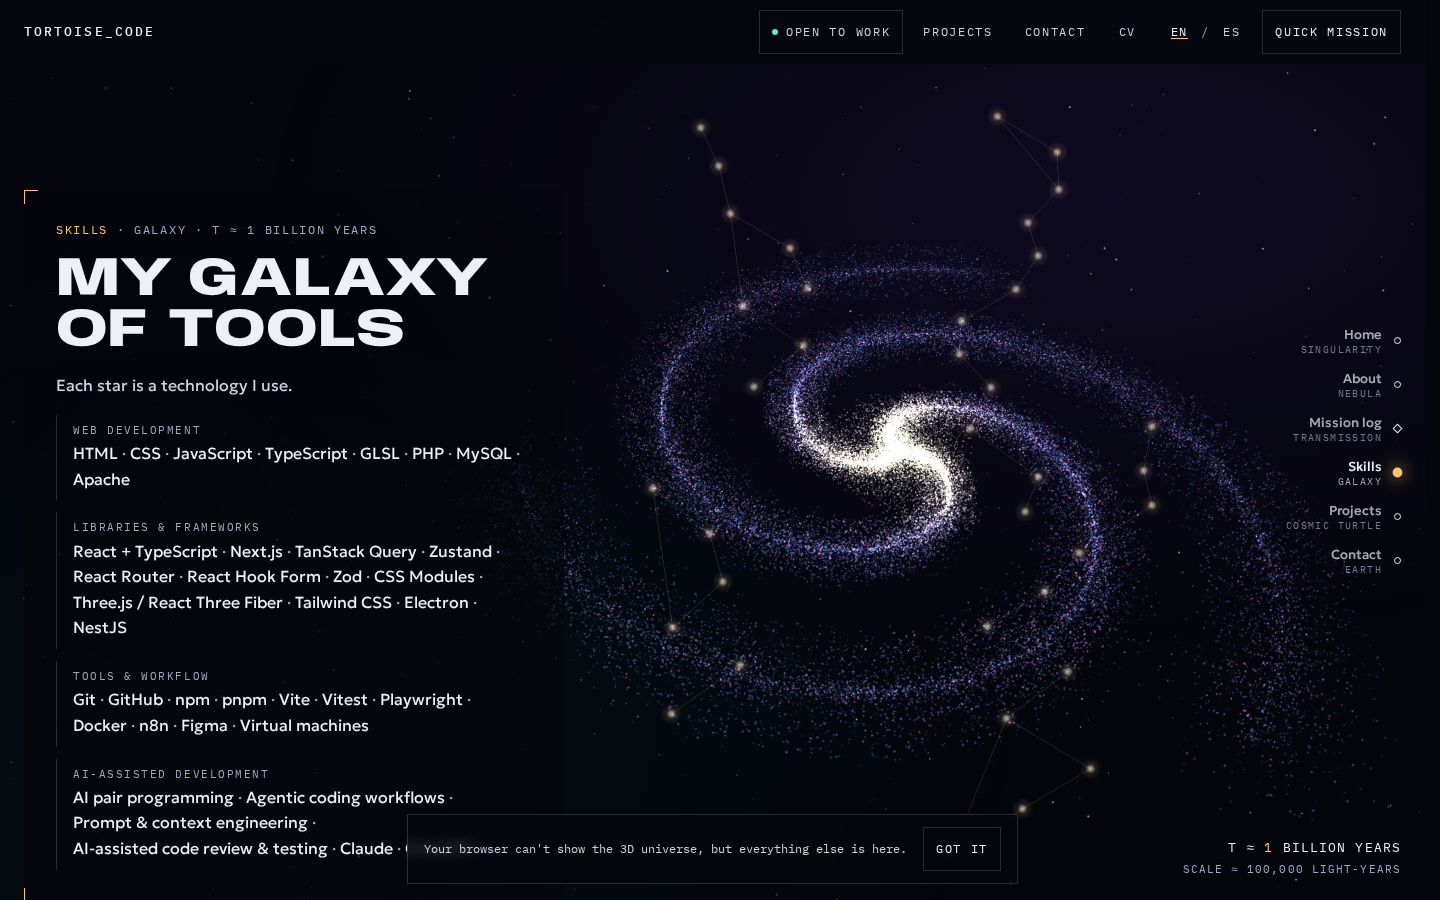 TORTOISE_CODE
OPEN TO WORK
PROJECTS
CONTACT
CV
EN / ES
QUICK MISSION
SKILLS · GALAXY · T ≈ 1 BILLION YEARS
MY GALAXY
OF TOOLS
Each star is a technology I use.
WEB DEVELOPMENT
HTML · CSS · JavaScript · TypeScript · GLSL · PHP · MySQL ·
Apache
LIBRARIES & FRAMEWORKS
React + TypeScript · Next.js · TanStack Query · Zustand ·
React Router · React Hook Form · Zod · CSS Modules ·
Three.js / React Three Fiber · Tailwind CSS · Electron ·
NestJS
TOOLS & WORKFLOW
Git · GitHub · npm · pnpm · Vite · Vitest · Playwright ·
Docker · n8n · Figma · Virtual machines
AI-ASSISTED DEVELOPMENT
AI pair programming · Agentic coding workflows ·
Prompt & context engineering ·
AI-assisted code review & testing · Claude ·
Your browser can't show the 3D universe, but everything else is here.
GOT IT
Home
SINGULARITY
About
NEBULA
Mission log
TRANSMISSION
Skills
GALAXY
Projects
COSMIC TURTLE
Contact
EARTH
T ≈ 1 BILLION YEARS
SCALE ≈ 100,000 LIGHT-YEARS